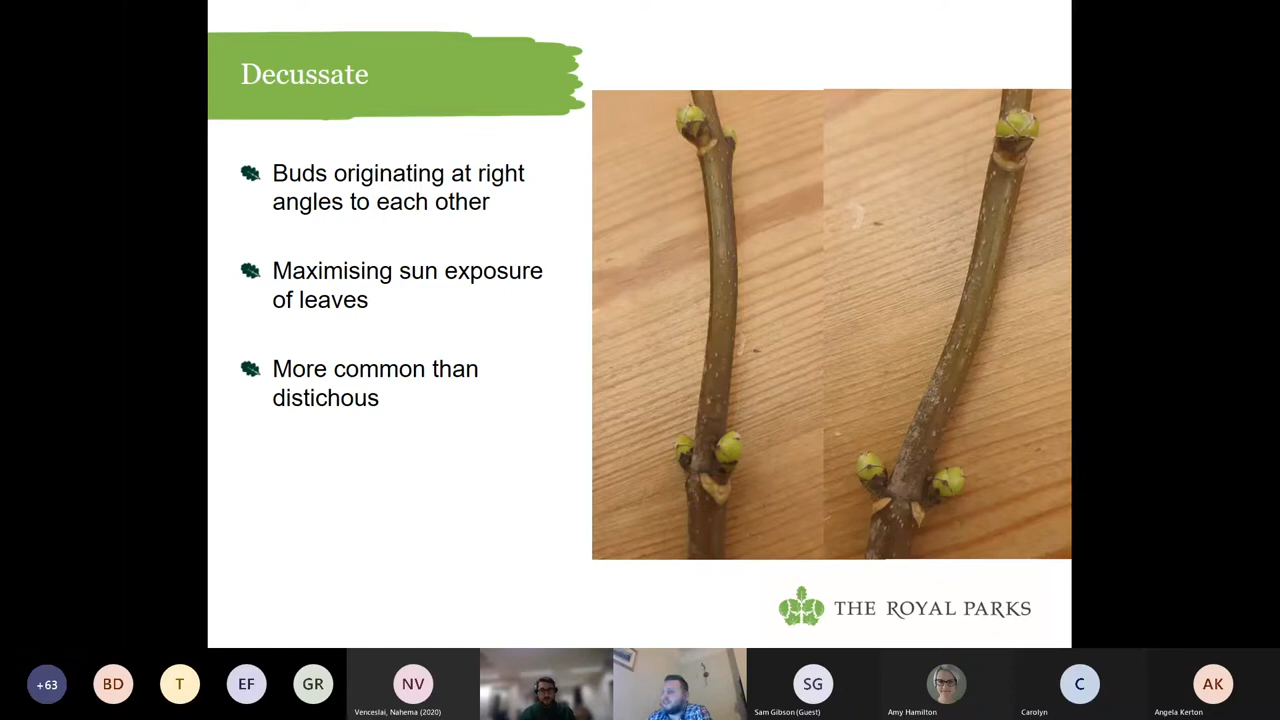 Decussate
Buds originating at right
angles to each other
Maximising sun exposure
of leaves
More common than
distichous
THE ROYAL PARKS
+63
BD
T
EF
GR
NV
Venceslai, Nahema (2020)
SG
Sam Gibson (Guest)
Amy Hamilton
C
Carolyn
AK
Angela Kerton